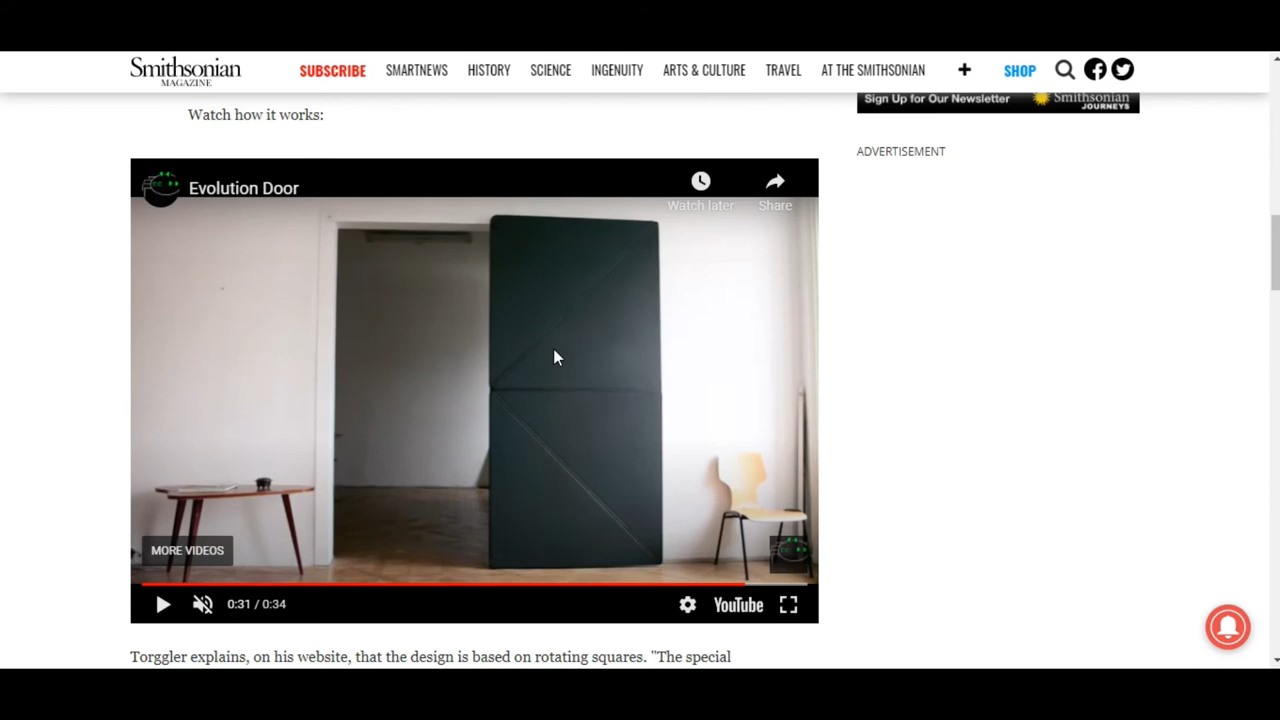 Smithsonian
MAGAZINE
SUBSCRIBE SMARTNEWS HISTORY SCIENCE INGENUITY ARTS & CULTURE TRAVEL AT THE SMITHSONIAN + SHOP
Sign Up for Our Newsletter Smithsonian
JOURNEYS
Watch how it works:
ADVERTISEMENT
Evolution Door
Watch later Share
MORE VIDEOS
0:31 / 0:34 YouTube
Torggler explains, on his website, that the design is based on rotating squares. "The special